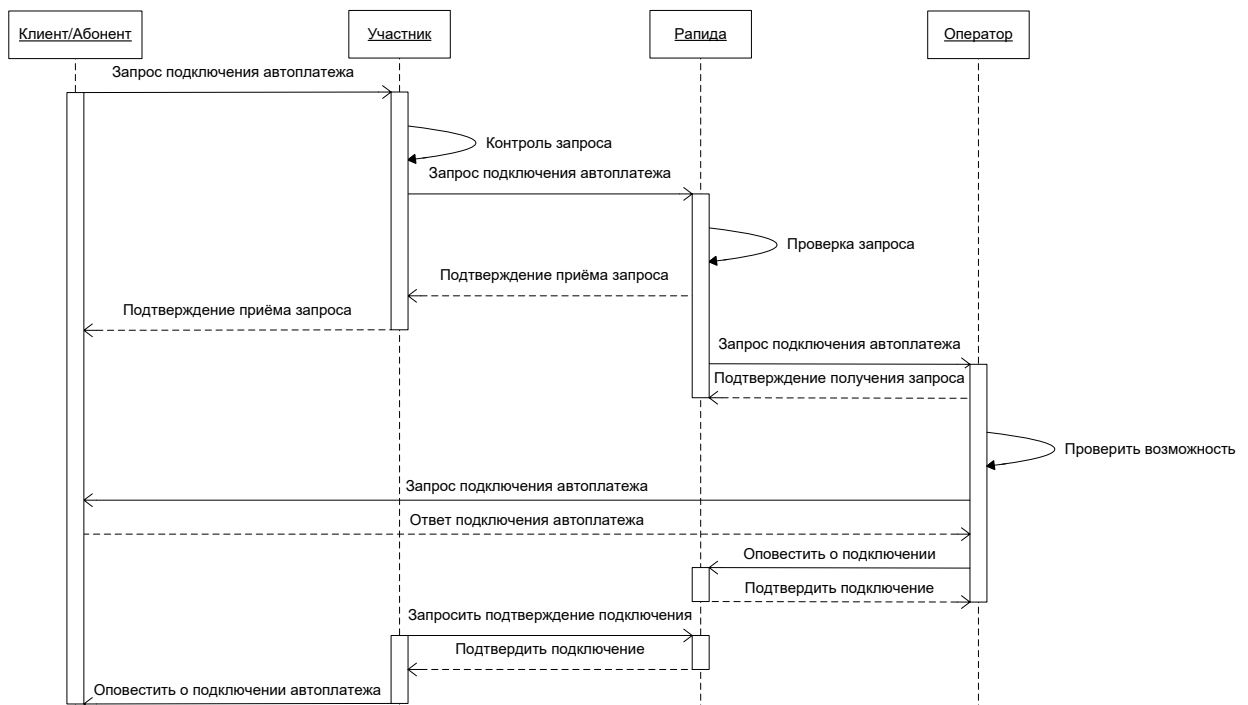 Клиент/Абонент
Участник
Рапида
Оператор
Запрос подключения автоплатежа
Контроль запроса
Запрос подключения автоплатежа
Проверка запроса
Подтверждение приёма запроса
Подтверждение приёма запроса
Запрос подключения автоплатежа
Подтверждение получения запроса
Проверить возможность
Запрос подключения автоплатежа
Ответ подключения автоплатежа
Оповестить о подключении
Подтвердить подключение
Запросить подтверждение подключения
Подтвердить подключение
Оповестить о подключении автоплатежа